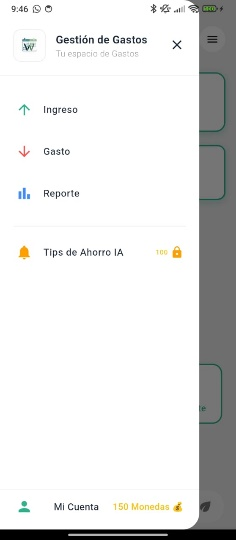 9:46
Gestión de Gastos
Tu espacio de Gastos
Ingreso
Gasto
Reporte
Tips de Ahorro IA
100
Mi Cuenta
150 Monedas 💰